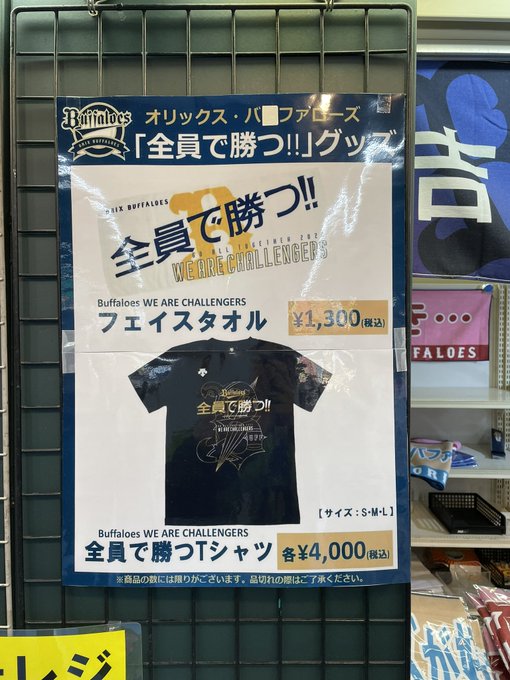 Buffaloes
ORIX BUFFALOES
オリックス・バファローズ
「全員で勝つ!!」グッズ
ORIX BUFFALOES
全員で勝つ!!
WE ARE CHALLENGERS
Buffaloes WE ARE CHALLENGERS
フェイスタオル
¥1,300(税込)
Buffaloes
全員で勝つ!!
WE ARE CHALLENGERS
【サイズ:S・M・L】
Buffaloes WE ARE CHALLENGERS
全員で勝つTシャツ
各¥4,000(税込)
※商品の数には限りがございます。品切れの際はご了承ください。
レジ